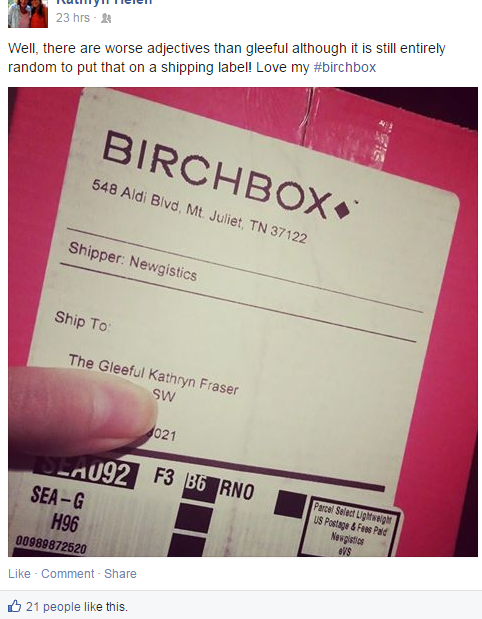 Kathryn Helen
23 hrs ·
Well, there are worse adjectives than gleeful although it is still entirely
random to put that on a shipping label! Love my #birchbox
BIRCHBOX
548 Aldi Blvd, Mt. Juliet, TN 37122
Shipper: Newgistics
Ship To:
The Gleeful Kathryn Fraser
SW
021
SEA092 F3 B6 RNO
SEA-G
H96
00989872520
Parcel Select Lightweight
US Postage & Fees Paid
Newgistics
eVS
Like · Comment · Share
21 people like this.